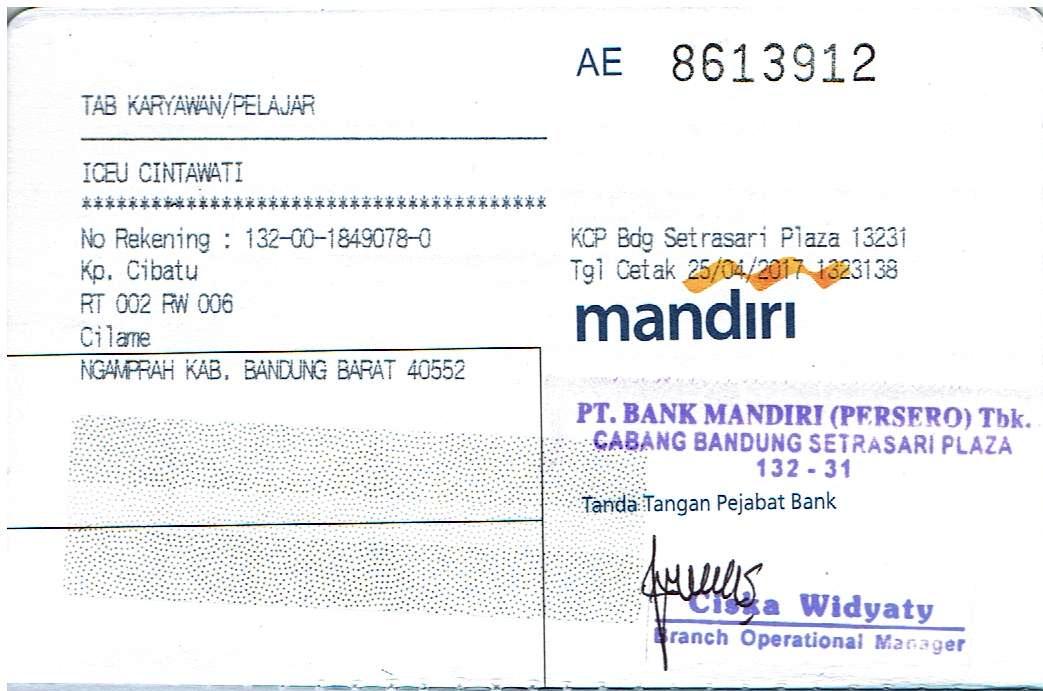 AE 8613912
TAB KARYAWAN/PELAJAR
ICEU CINTAWATI
****************************************
No Rekening : 132-00-1849078-0
Kp. Cibatu
RT 002 RW 006
Cilame
NGAMPRAH KAB. BANDUNG BARAT 40552
KCP Bdg Setrasari Plaza 13231
Tgl Cetak 25/04/2017 1323138
mandiri
PT. BANK MANDIRI (PERSERO) Tbk.
CABANG BANDUNG SETRASARI PLAZA
132 - 31
Tanda Tangan Pejabat Bank
Ciska Widyaty
Branch Operational Manager